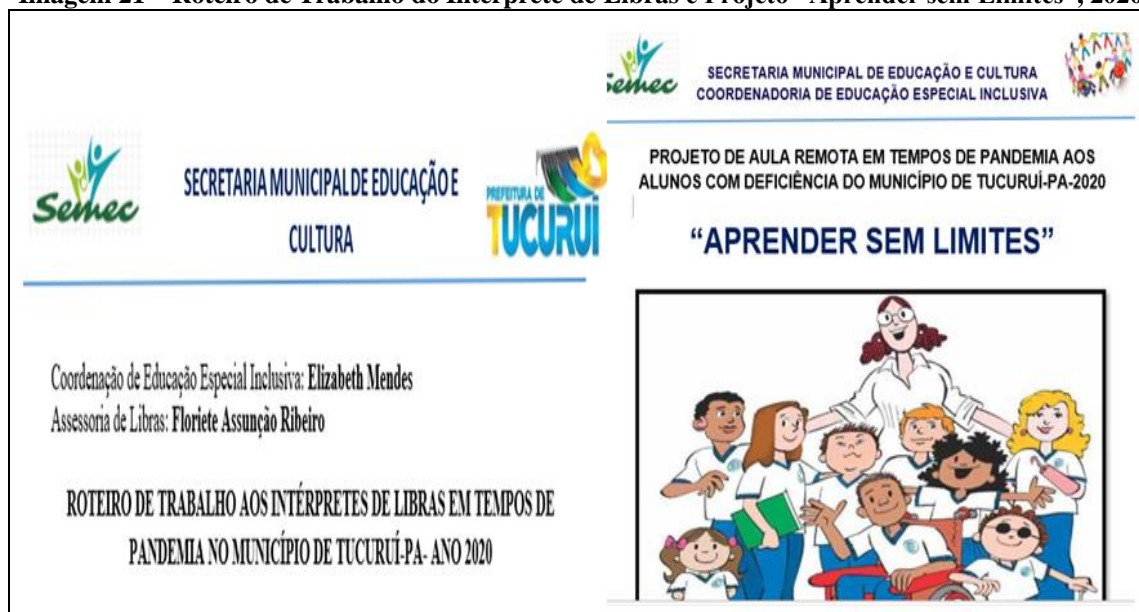 Imagem 21 – Roteiro de Trabalho do Intérprete de Libras e Projeto "Aprender sem Limites", 2020
Semec
SECRETARIA MUNICIPAL DE EDUCAÇÃO E
CULTURA
PREFEITURA DE
TUCURUÍ
Coordenação de Educação Especial Inclusiva: Elizabeth Mendes
Assessoria de Libras: Floriete Assunção Ribeiro
ROTEIRO DE TRABALHO AOS INTÉRPRETES DE LIBRAS EM TEMPOS DE
PANDEMIA NO MUNICÍPIO DE TUCURUÍ-PA- ANO 2020
Semec
SECRETARIA MUNICIPAL DE EDUCAÇÃO E CULTURA
COORDENADORIA DE EDUCAÇÃO ESPECIAL INCLUSIVA
PROJETO DE AULA REMOTA EM TEMPOS DE PANDEMIA AOS
ALUNOS COM DEFICIÊNCIA DO MUNICÍPIO DE TUCURUÍ-PA-2020
“APRENDER SEM LIMITES”